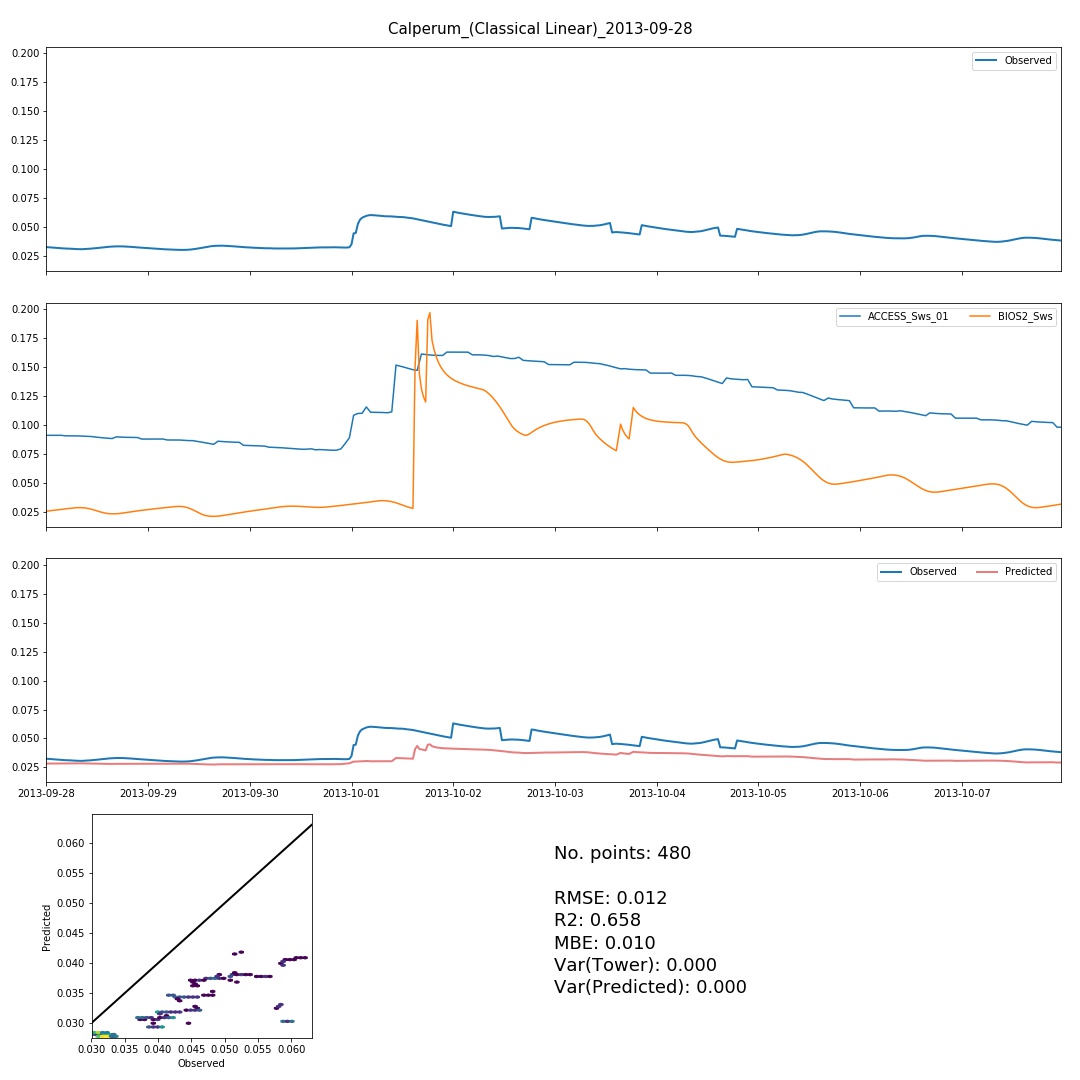 Calperum_(Classical Linear)_2013-09-28
0.200
0.175
0.150
0.125
0.100
0.075
0.050
0.025
Observed
0.200
0.175
0.150
0.125
0.100
0.075
0.050
0.025
ACCESS_Sws_01 BIOS2_Sws
0.200
0.175
0.150
0.125
0.100
0.075
0.050
0.025
Observed Predicted
2013-09-28 2013-09-29 2013-09-30 2013-10-01 2013-10-02 2013-10-03 2013-10-04 2013-10-05 2013-10-06 2013-10-07
0.060
0.055
0.050
0.045
0.040
0.035
0.030
Predicted
0.030 0.035 0.040 0.045 0.050 0.055 0.060
Observed
No. points: 480
RMSE: 0.012
R2: 0.658
MBE: 0.010
Var(Tower): 0.000
Var(Predicted): 0.000